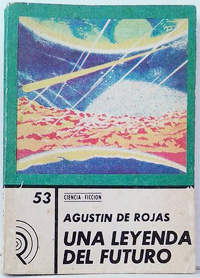 53
CIENCIA-FICCION
AGUSTIN DE ROJAS
UNA LEYENDA
DEL FUTURO